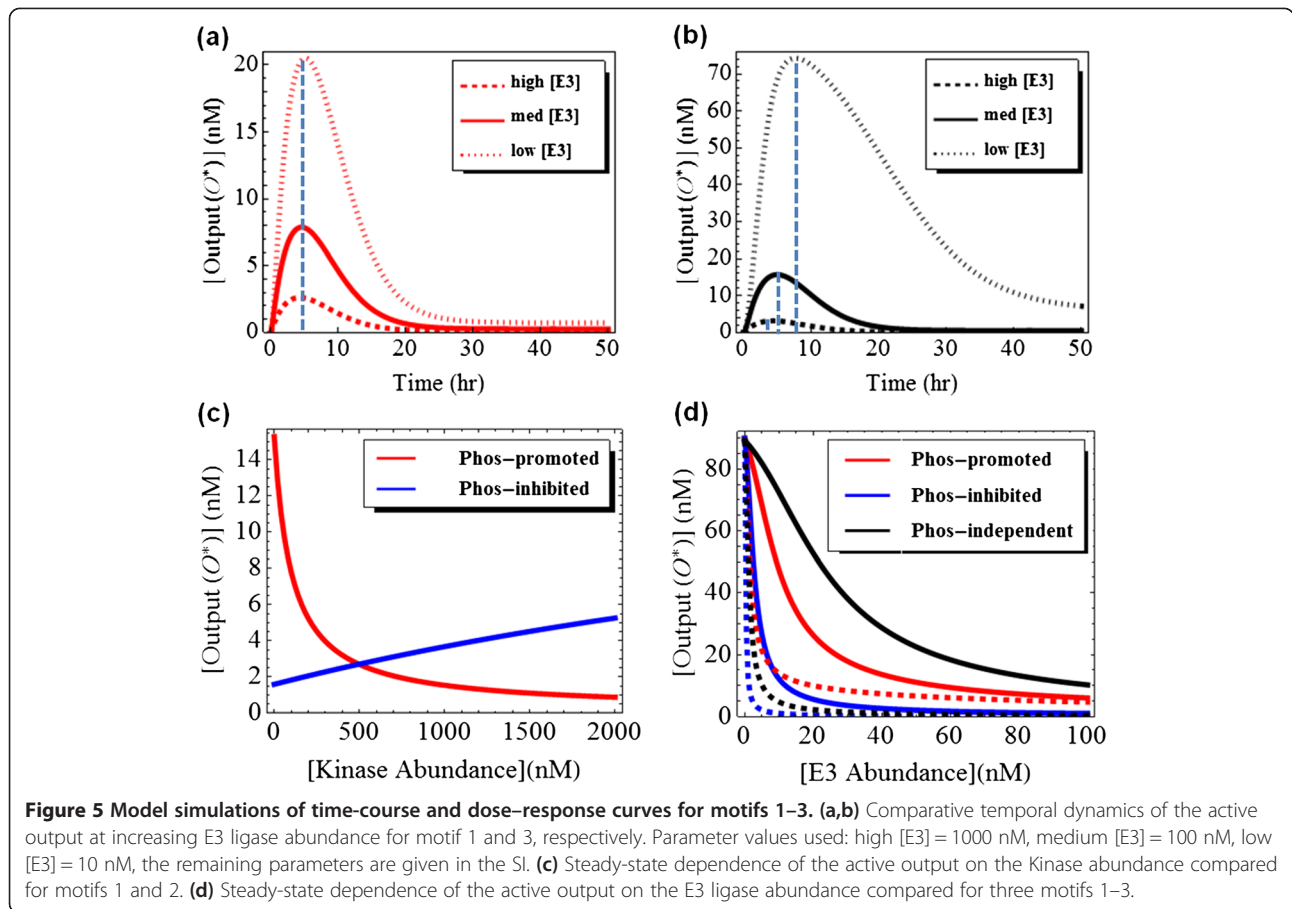 (a)
20
15
10
5
0
[Output (O*)] (nM)
high [E3]
med [E3]
low [E3]
0 10 20 30 40 50
Time (hr)
(b)
70
60
50
40
30
20
10
0
[Output (O*)] (nM)
high [E3]
med [E3]
low [E3]
0 10 20 30 40 50
Time (hr)
(c)
14
12
10
8
6
4
2
0
[Output (O*)] (nM)
Phos–promoted
Phos–inhibited
0 500 1000 1500 2000
[Kinase Abundance](nM)
(d)
80
60
40
20
0
[Output (O*)] (nM)
Phos–promoted
Phos–inhibited
Phos–independent
0 20 40 60 80 100
[E3 Abundance](nM)
Figure 5 Model simulations of time-course and dose–response curves for motifs 1–3. (a,b) Comparative temporal dynamics of the active
output at increasing E3 ligase abundance for motif 1 and 3, respectively. Parameter values used: high [E3] = 1000 nM, medium [E3] = 100 nM, low
[E3] = 10 nM, the remaining parameters are given in the SI. (c) Steady-state dependence of the active output on the Kinase abundance compared
for motifs 1 and 2. (d) Steady-state dependence of the active output on the E3 ligase abundance compared for three motifs 1–3.